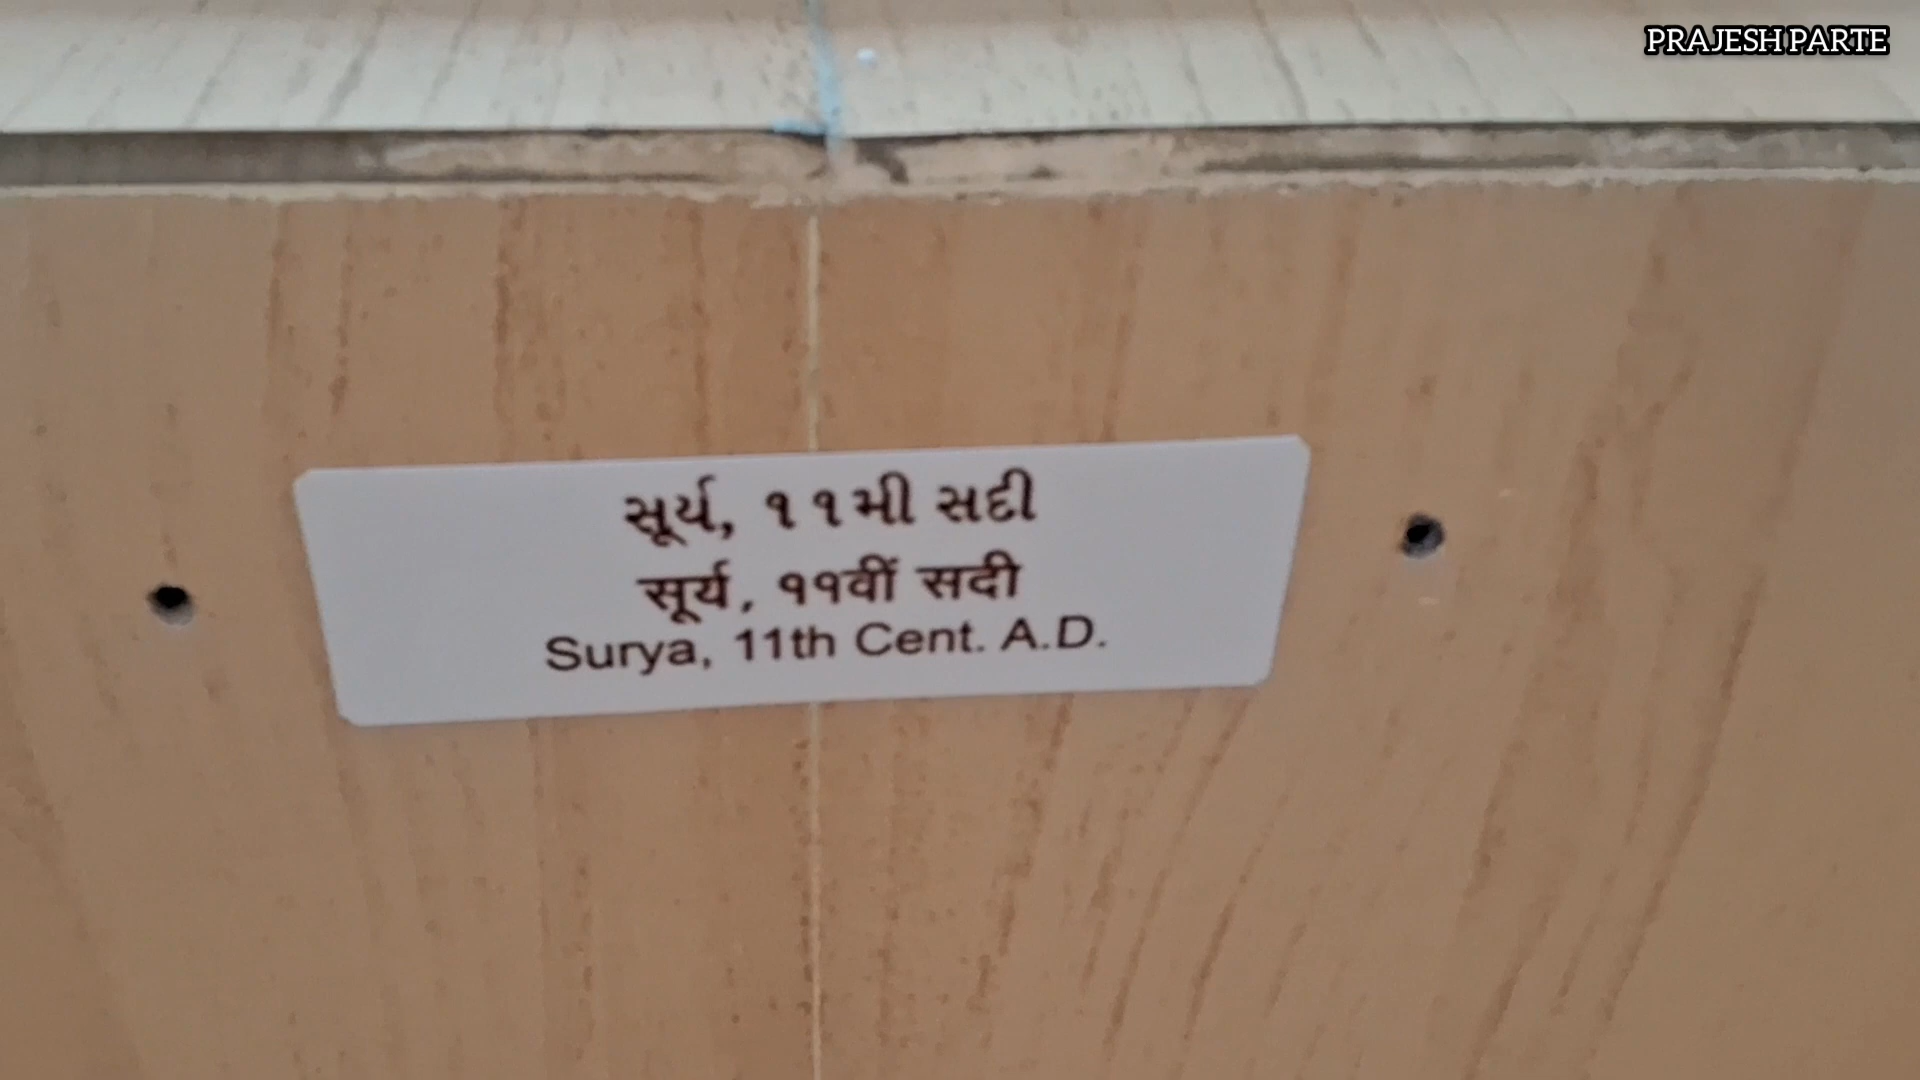 PRAJESH PARTE
સૂર્ય, ૧૧મી સદી
सूर्य, ११वीं सदी
Surya, 11th Cent. A.D.